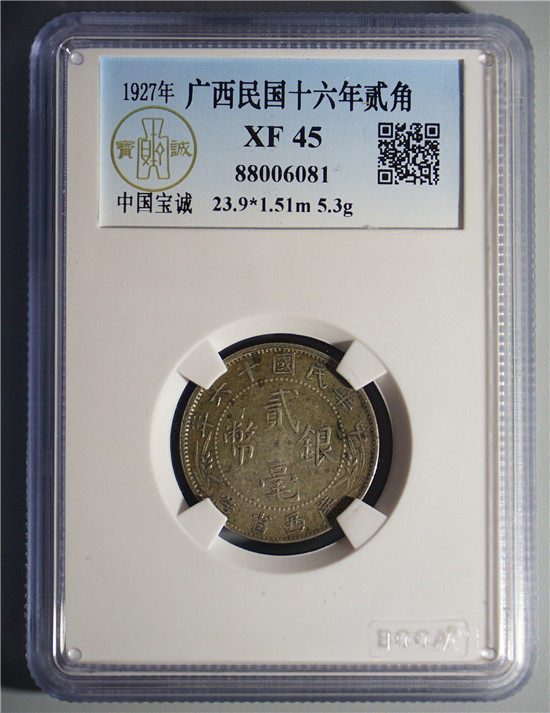 1927年 广西民国十六年贰角
XF 45
寶 誠
88006081
中国宝诚 23.9*1.51m 5.3g
年六十國民華中
貳毫
幣 銀
西省